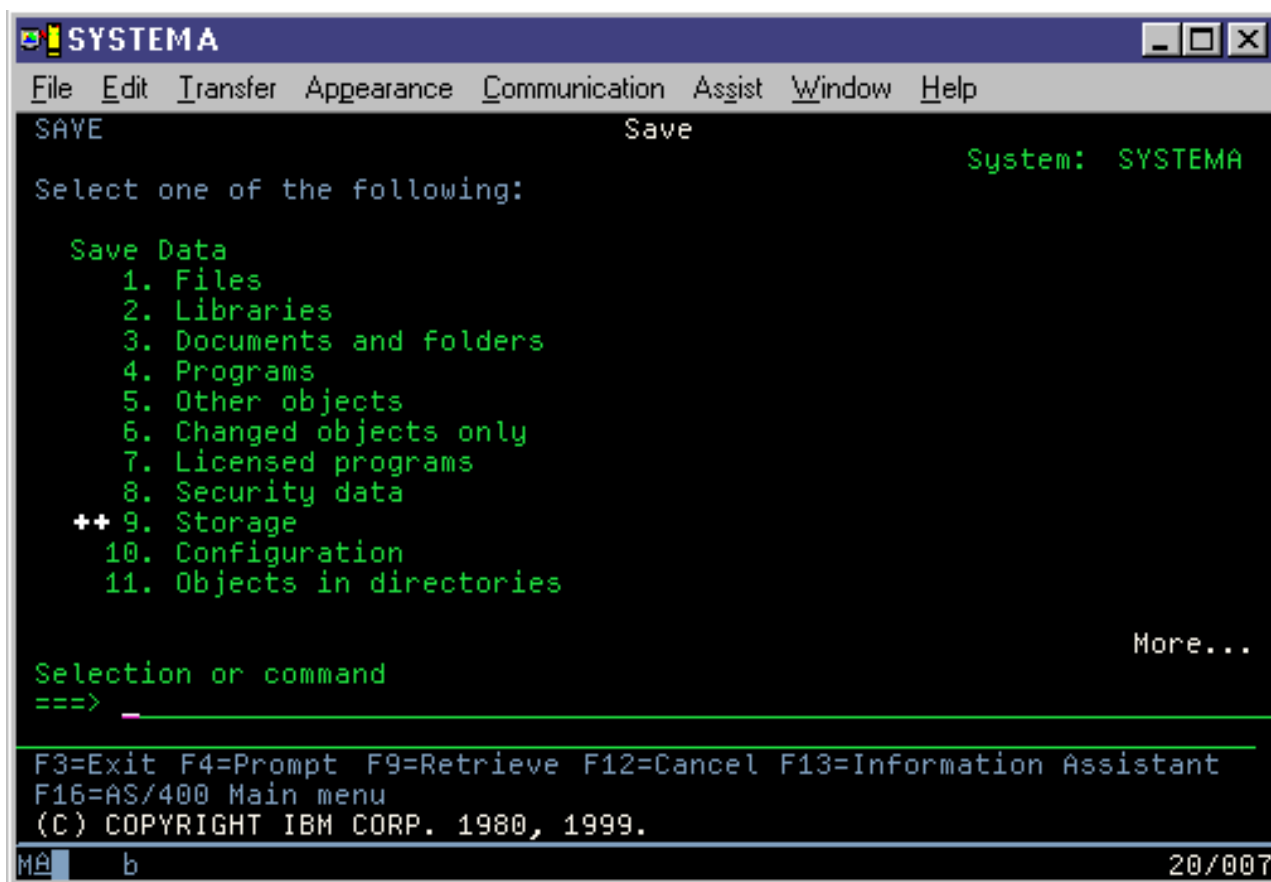 SYSTEMA
File Edit Transfer Appearance Communication Assist Window Help
SAVE Save
System: SYSTEMA
Select one of the following:
Save Data
1. Files
2. Libraries
3. Documents and folders
4. Programs
5. Other objects
6. Changed objects only
7. Licensed programs
8. Security data
++ 9. Storage
10. Configuration
11. Objects in directories
More...
Selection or command
===>
F3=Exit F4=Prompt F9=Retrieve F12=Cancel F13=Information Assistant
F16=AS/400 Main menu
(C) COPYRIGHT IBM CORP. 1980, 1999.
MA b 20/007